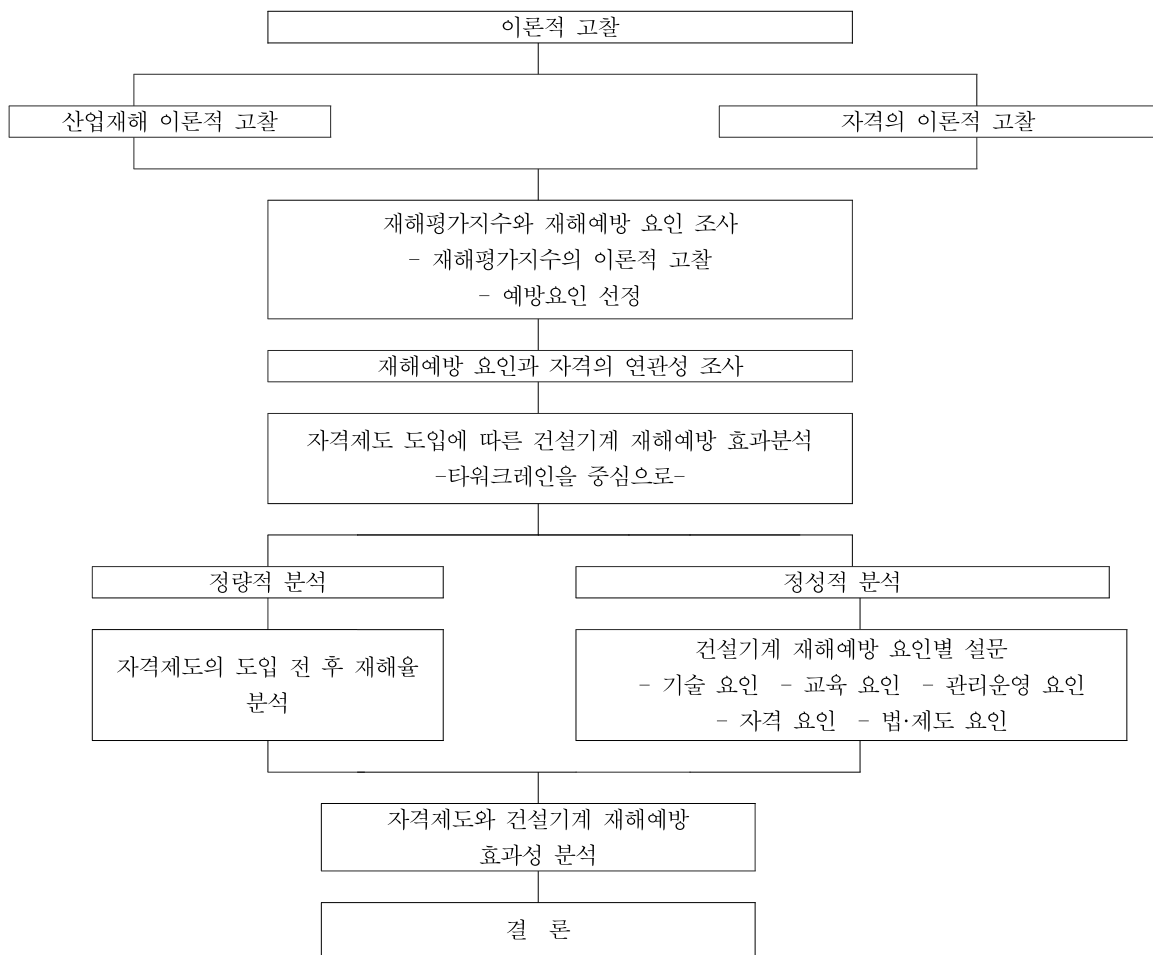 이론적 고찰
산업재해 이론적 고찰
자격의 이론적 고찰
재해평가지수와 재해예방 요인 조사
- 재해평가지수의 이론적 고찰
- 예방요인 선정
재해예방 요인과 자격의 연관성 조사
자격제도 도입에 따른 건설기계 재해예방 효과분석
-타워크레인을 중심으로-
정량적 분석
정성적 분석
자격제도의 도입 전 후 재해율
분석
건설기계 재해예방 요인별 설문
- 기술 요인 - 교육 요인 - 관리운영 요인
- 자격 요인 - 법·제도 요인
자격제도와 건설기계 재해예방
효과성 분석
결 론